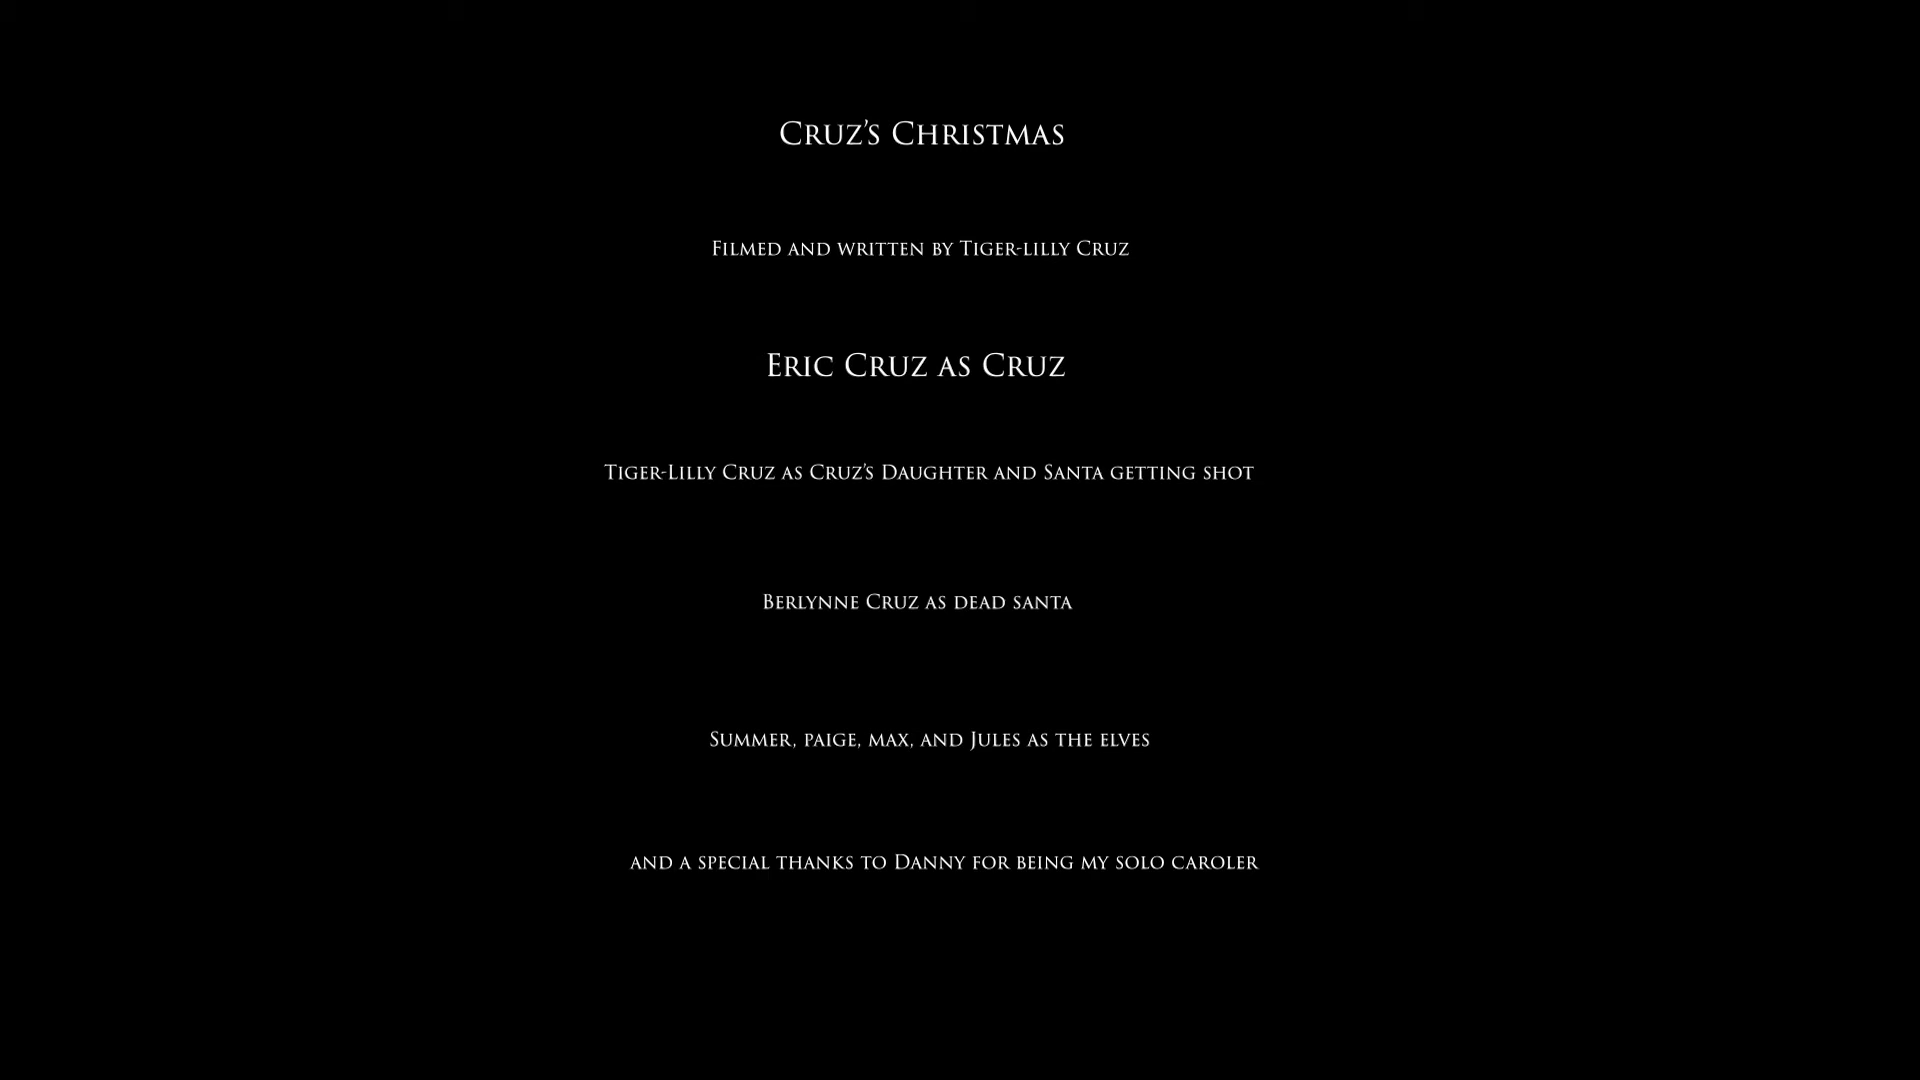 Cruz's Christmas
Filmed and written by Tiger-lilly Cruz
Eric Cruz as Cruz
Tiger-Lilly Cruz as Cruz's Daughter and Santa getting shot
Berlynne Cruz as dead santa
Summer, paige, max, and Jules as the elves
and a special thanks to Danny for being my solo caroler